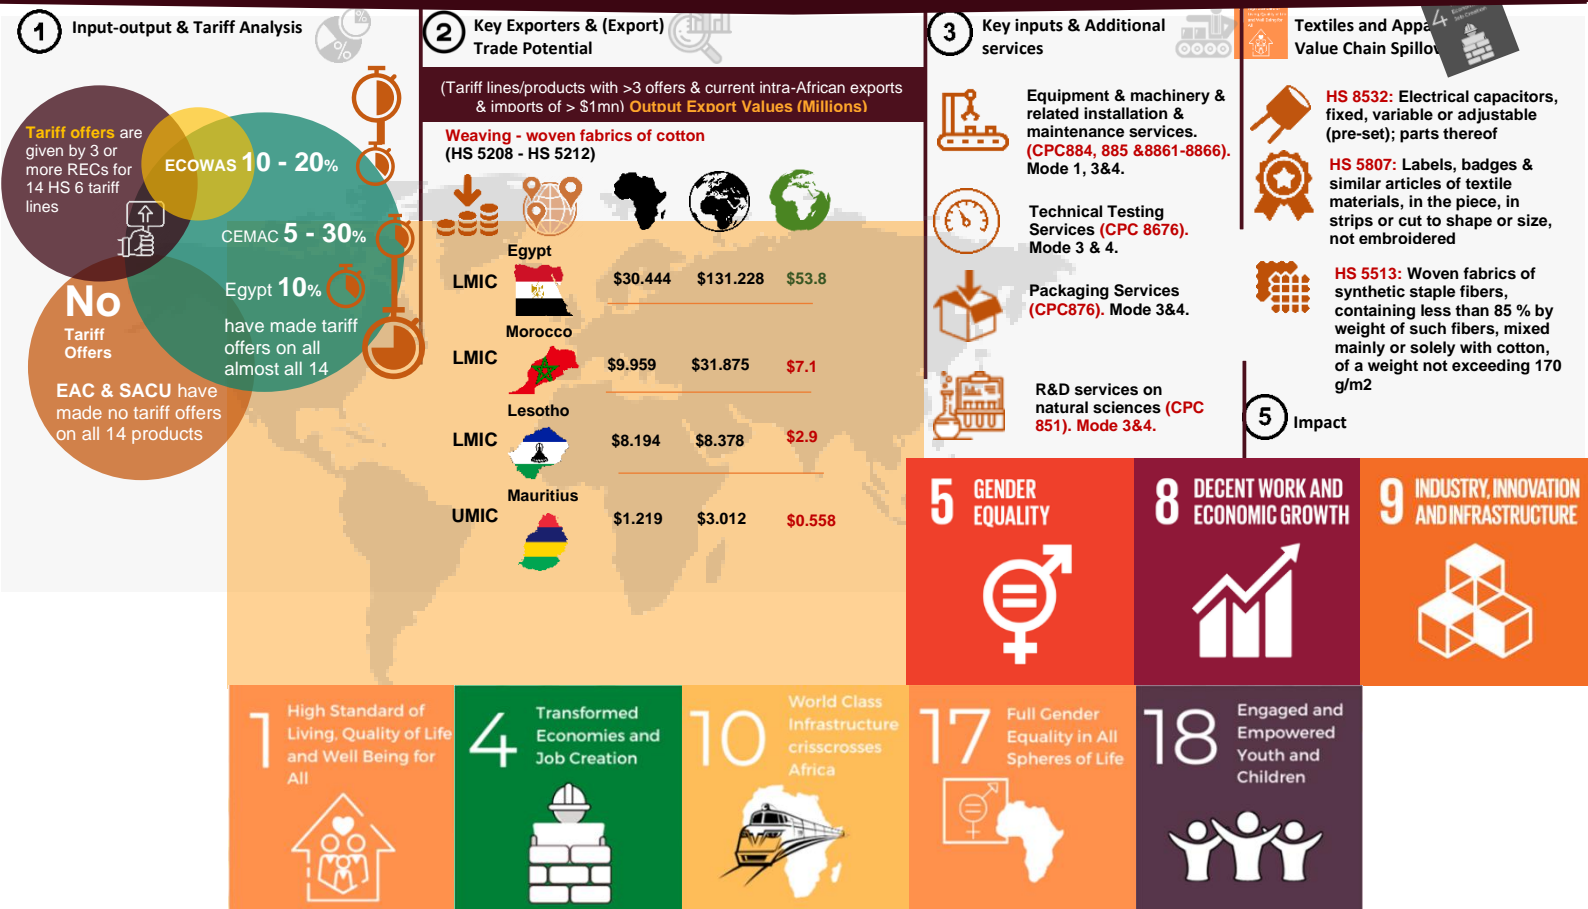 1
Input-output & Tariff Analysis
%
%
Tariff offers are
given by 3 or
more RECs for
14 HS 6 tariff
lines
ECOWAS 10 - 20%
CEMAC 5 - 30%
Egypt 10%
have made tariff
offers on all
almost all 14
No
Tariff
Offers
EAC & SACU have
made no tariff offers
on all 14 products
2
Key Exporters & (Export)
Trade Potential
(Tariff lines/products with >3 offers & current intra-African exports
& imports of > $1mn) Output Export Values (Millions)
Weaving - woven fabrics of cotton
(HS 5208 - HS 5212)
Egypt
LMIC $30.444 $131.228 $53.8
Morocco
LMIC $9.959 $31.875 $7.1
Lesotho
LMIC $8.194 $8.378 $2.9
Mauritius
UMIC $1.219 $3.012 $0.558
3
Key inputs & Additional
services
Equipment & machinery &
related installation &
maintenance services.
(CPC884, 885 &8861-8866).
Mode 1, 3&4.
Technical Testing
Services (CPC 8676).
Mode 3 & 4.
Packaging Services
(CPC876). Mode 3&4.
R&D services on
natural sciences (CPC
851). Mode 3&4.
4
Job Creation
Textiles and Appa
Value Chain Spillo
HS 8532: Electrical capacitors,
fixed, variable or adjustable
(pre-set); parts thereof
HS 5807: Labels, badges &
similar articles of textile
materials, in the piece, in
strips or cut to shape or size,
not embroidered
HS 5513: Woven fabrics of
synthetic staple fibers,
containing less than 85 % by
weight of such fibers, mixed
mainly or solely with cotton,
of a weight not exceeding 170
g/m2
5
Impact
5 GENDER
EQUALITY
8 DECENT WORK AND
ECONOMIC GROWTH
9 INDUSTRY, INNOVATION
AND INFRASTRUCTURE
1 High Standard of
Living, Quality of Life
and Well Being for
All
4 Transformed
Economies and
Job Creation
10 World Class
Infrastructure
crisscrosses
Africa
17 Full Gender
Equality in All
Spheres of Life
18 Engaged and
Empowered
Youth and
Children